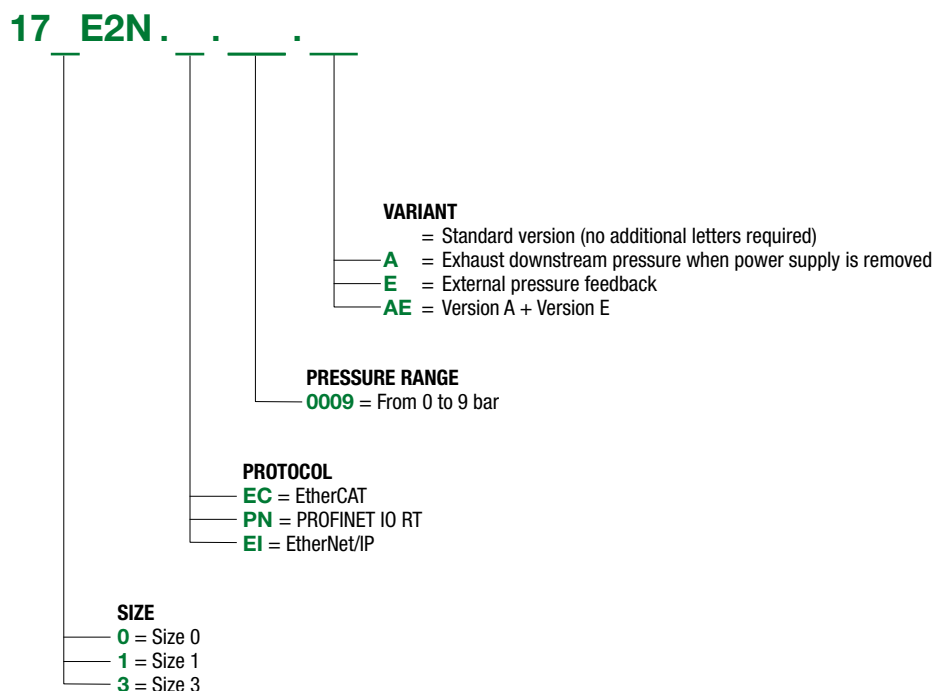 17_E2N._.__._
VARIANT
= Standard version (no additional letters required)
A = Exhaust downstream pressure when power supply is removed
E = External pressure feedback
AE = Version A + Version E
PRESSURE RANGE
0009 = From 0 to 9 bar
PROTOCOL
EC = EtherCAT
PN = PROFINET IO RT
EI = EtherNet/IP
SIZE
0 = Size 0
1 = Size 1
3 = Size 3